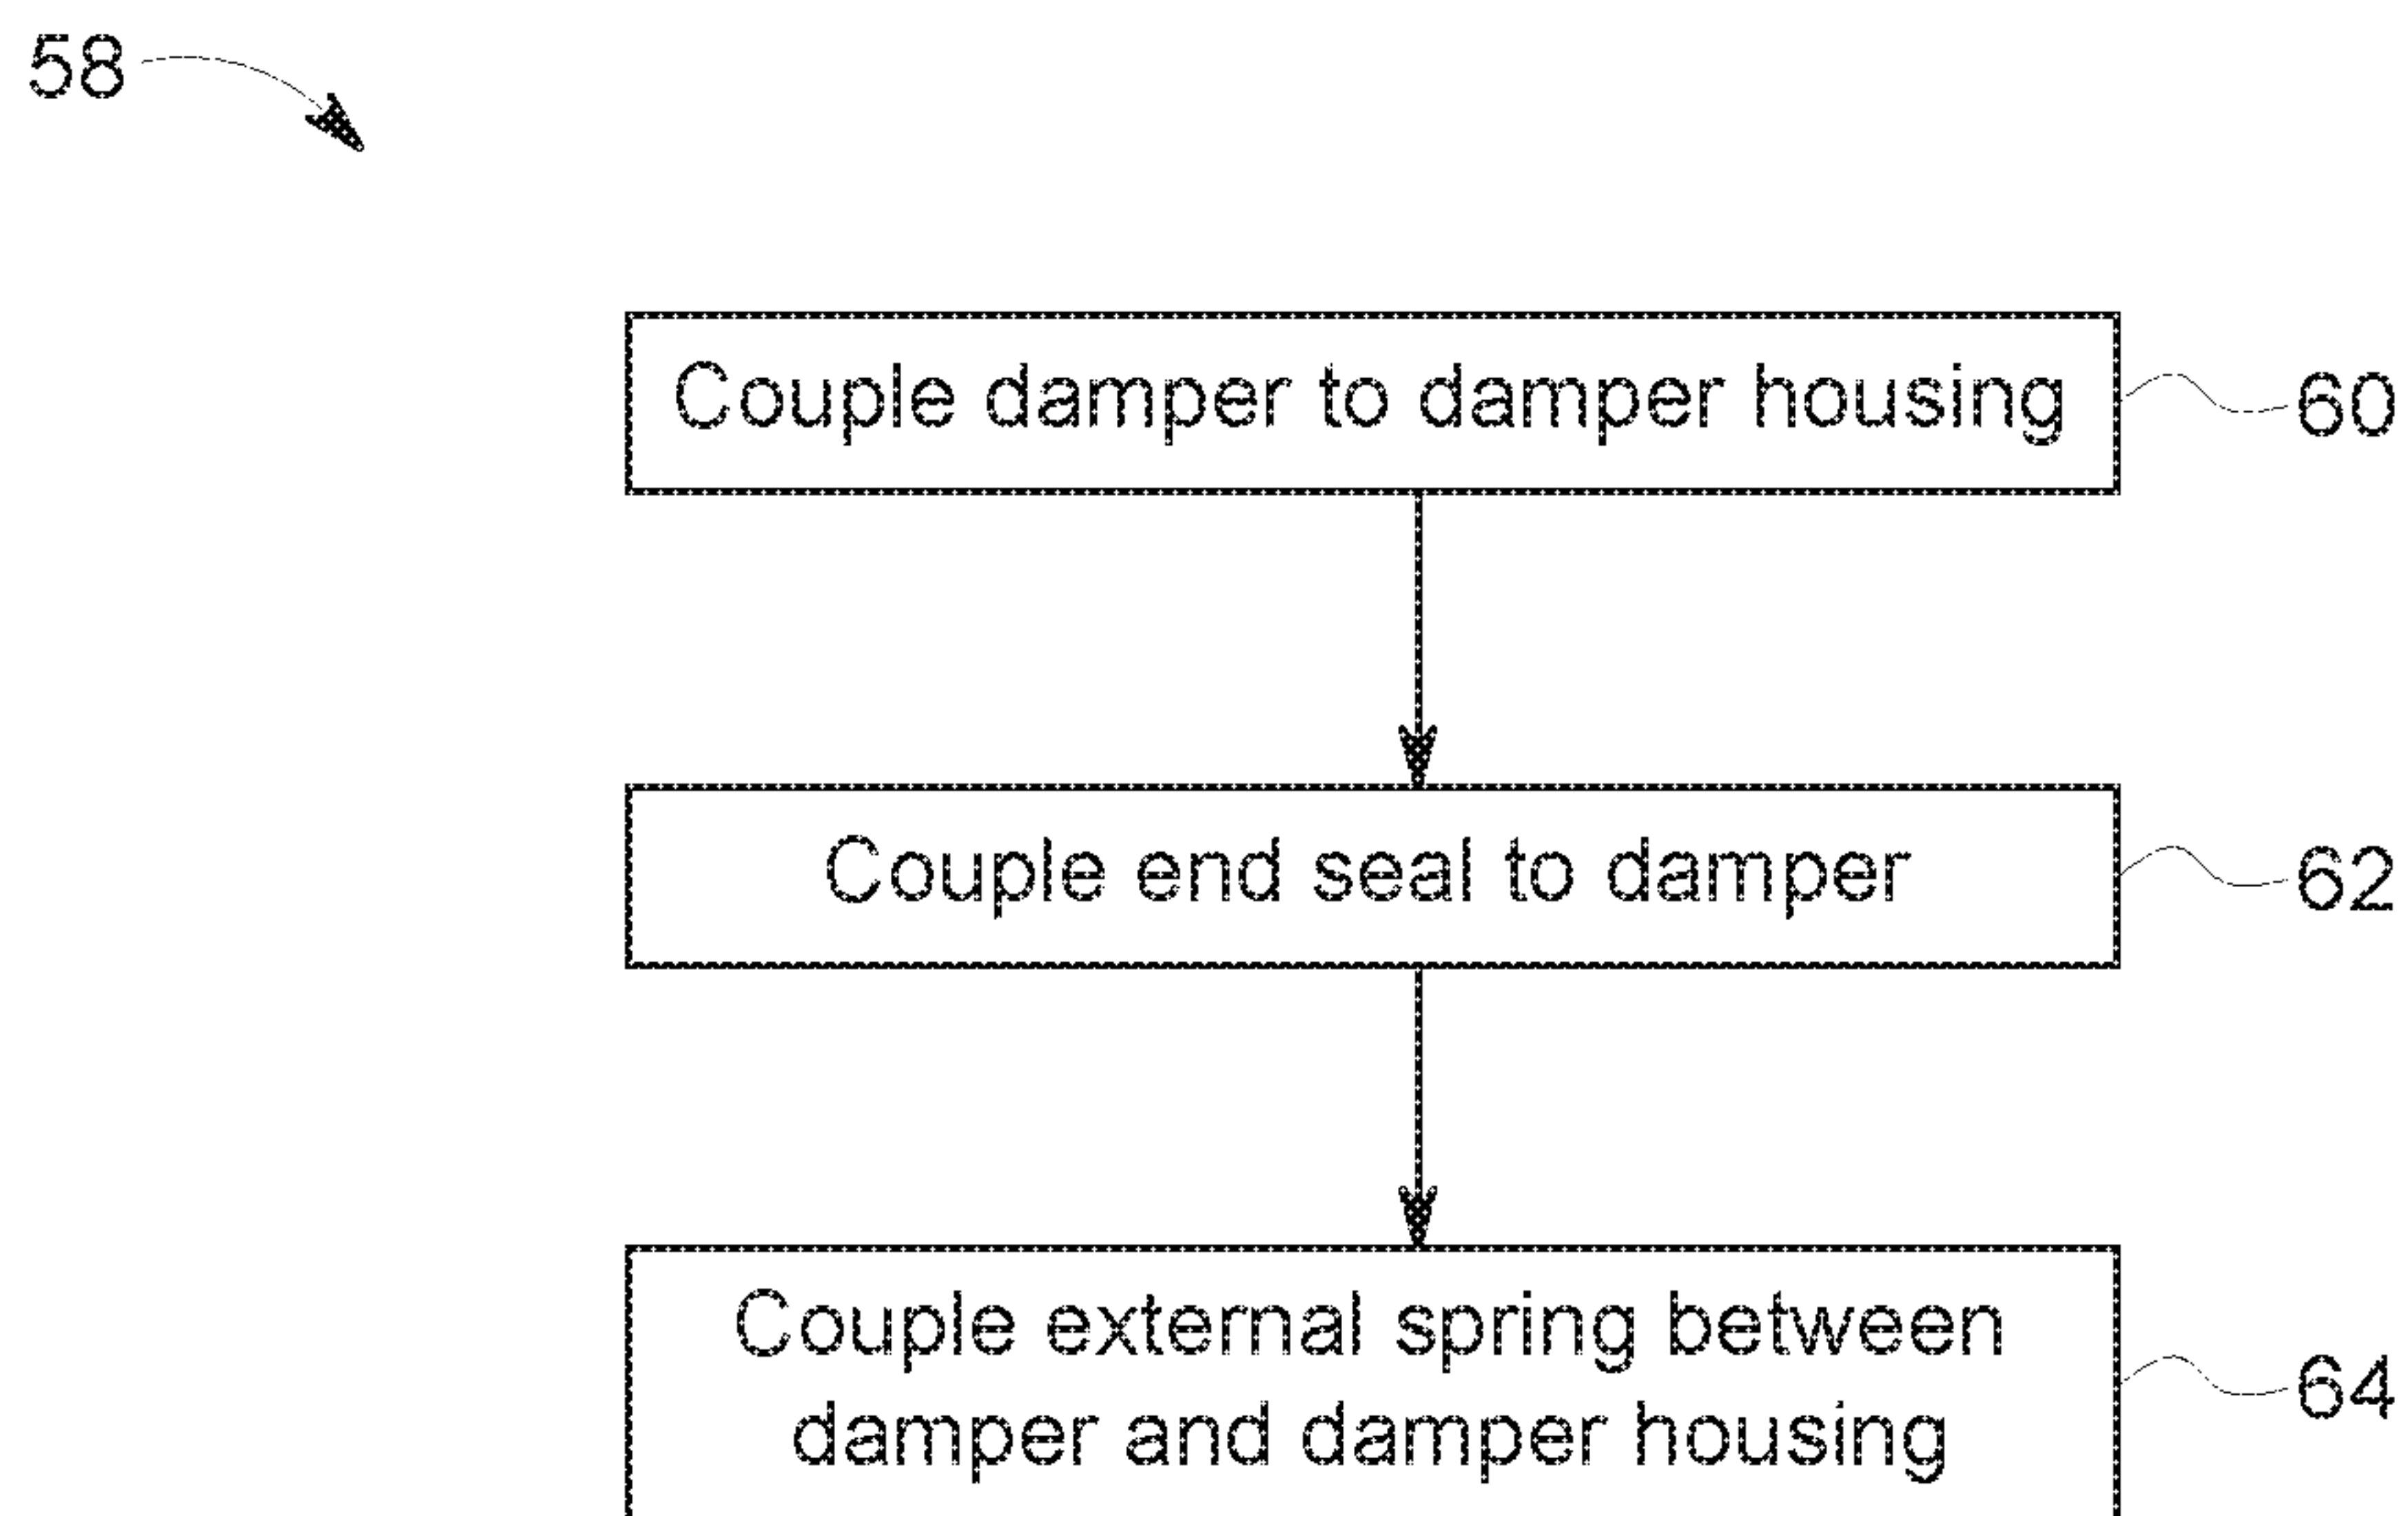 58
Couple damper to damper housing
60
Couple end seal to damper
62
Couple external spring between
damper and damper housing
64